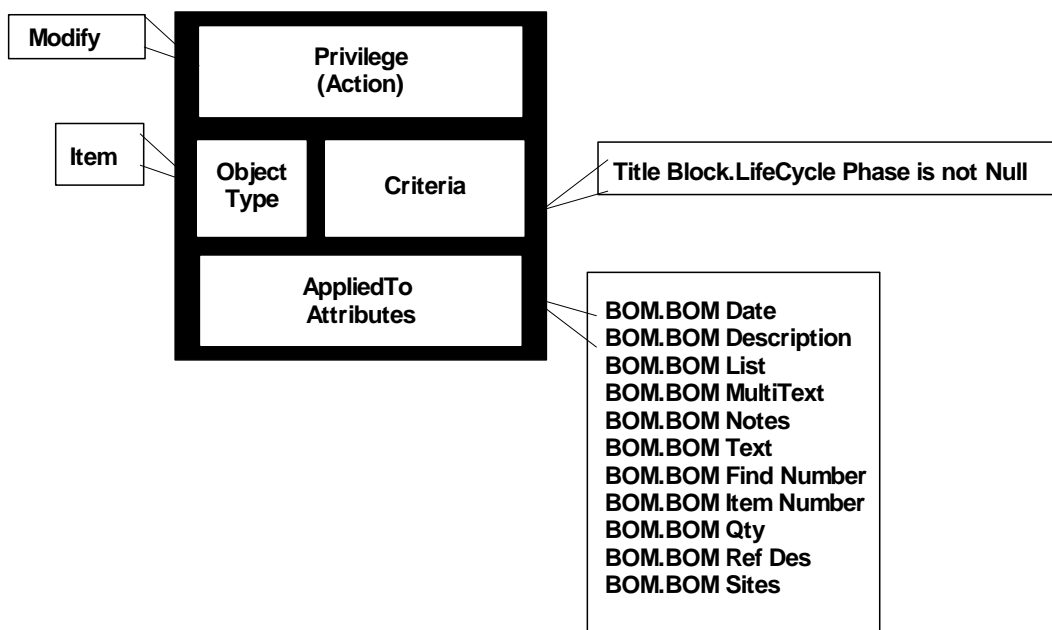 Modify
Privilege
(Action)
Item
Object
Type
Criteria
Title Block.LifeCycle Phase is not Null
AppliedTo
Attributes
BOM.BOM Date
BOM.BOM Description
BOM.BOM List
BOM.BOM MultiText
BOM.BOM Notes
BOM.BOM Text
BOM.BOM Find Number
BOM.BOM Item Number
BOM.BOM Qty
BOM.BOM Ref Des
BOM.BOM Sites